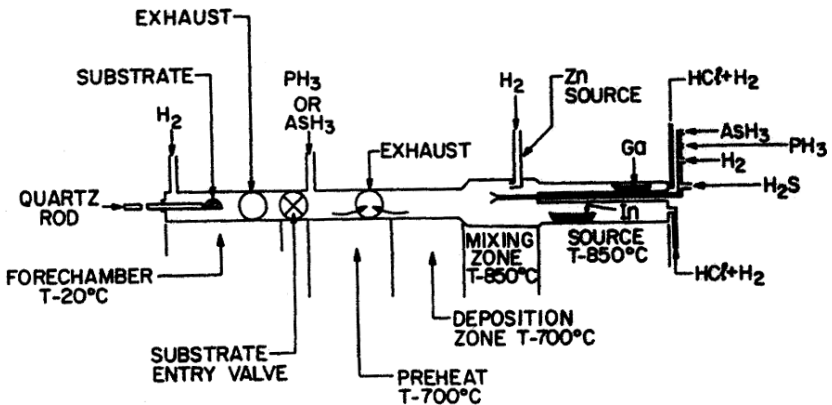 EXHAUST
SUBSTRATE
H2
PH3
OR
AsH3
EXHAUST
H2
Zn
SOURCE
HCl+H2
AsH3
PH3
H2
H2S
Ga
In
QUARTZ
ROD
FORECHAMBER
T-20°C
SUBSTRATE
ENTRY VALVE
PREHEAT
T-700°C
DEPOSITION
ZONE T-700°C
MIXING
ZONE
T-850°C
SOURCE
T-850°C
HCl+H2